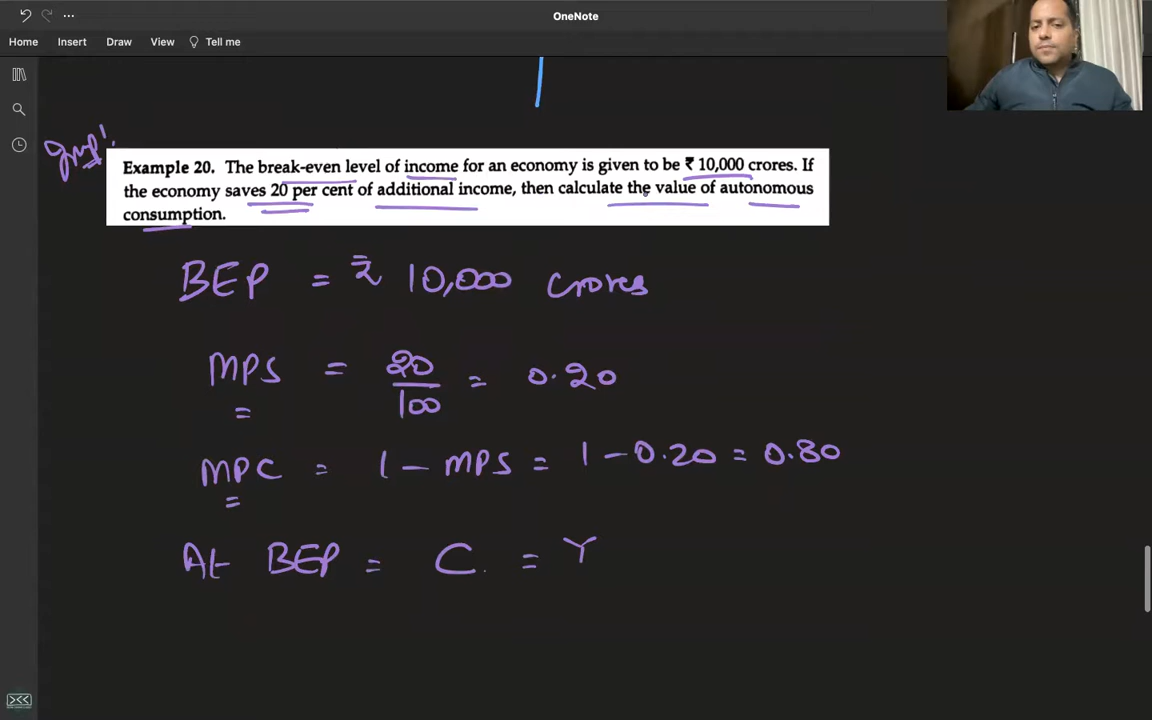 OneNote
Home Insert Draw View Tell me
Imp!
Example 20. The break-even level of income for an economy is given to be ₹ 10,000 crores. If
the economy saves 20 per cent of additional income, then calculate the value of autonomous
consumption.
BEP = ₹ 10,000 crores
MPS = 20/100 = 0.20
MPC = 1 - MPS = 1 - 0.20 = 0.80
At BEP = C. = Y